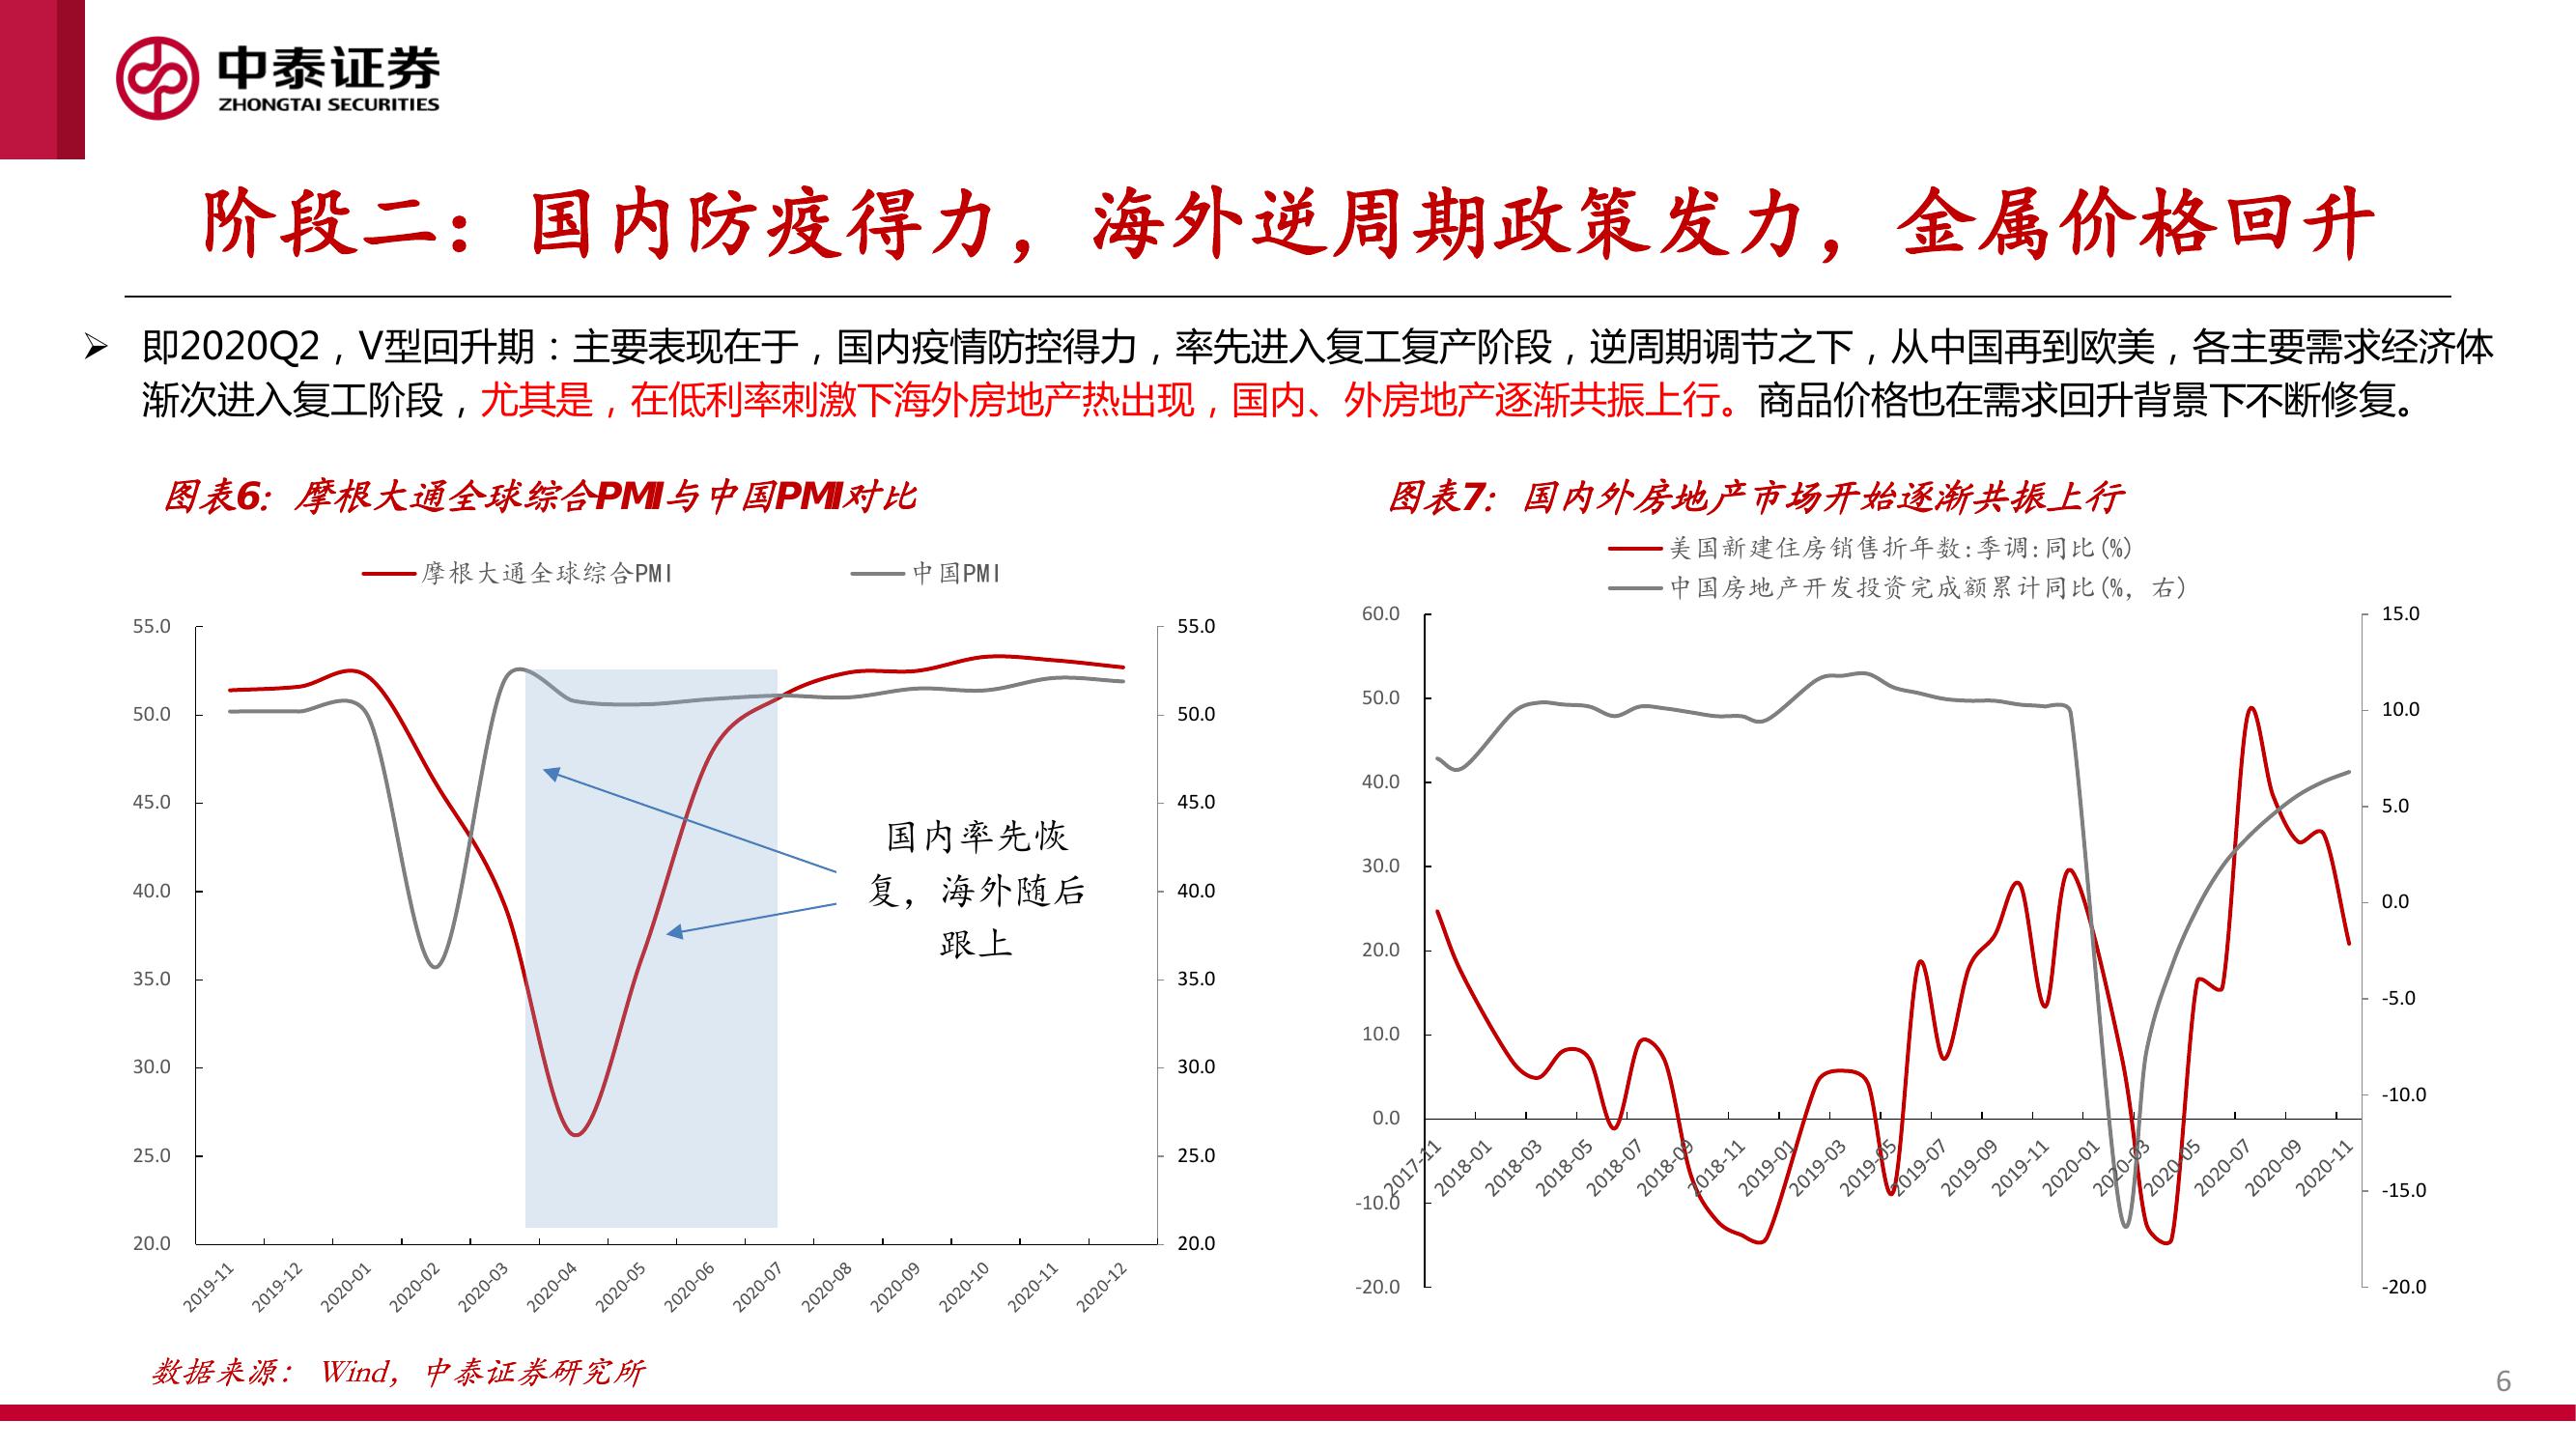 中泰证券
ZHONGTAI SECURITIES
阶段二：国内防疫得力，海外逆周期政策发力，金属价格回升
➢ 即2020Q2，V型回升期：主要表现在于，国内疫情防控得力，率先进入复工复产阶段，逆周期调节之下，从中国再到欧美，各主要需求经济体
渐次进入复工阶段，尤其是，在低利率刺激下海外房地产热出现，国内、外房地产逐渐共振上行。商品价格也在需求回升背景下不断修复。
图表6：摩根大通全球综合PMI与中国PMI对比
摩根大通全球综合PMI 中国PMI
55.0
50.0
45.0
40.0
35.0
30.0
25.0
20.0
55.0
50.0
45.0
40.0
35.0
30.0
25.0
20.0
国内率先恢
复，海外随后
跟上
2019-11 2019-12 2020-01 2020-02 2020-03 2020-04 2020-05 2020-06 2020-07 2020-08 2020-09 2020-10 2020-11 2020-12
图表7：国内外房地产市场开始逐渐共振上行
美国新建住房销售折年数:季调:同比(%)
中国房地产开发投资完成额累计同比(%，右)
60.0
50.0
40.0
30.0
20.0
10.0
0.0
-10.0
-20.0
15.0
10.0
5.0
0.0
-5.0
-10.0
-15.0
-20.0
2017-11 2018-01 2018-03 2018-05 2018-07 2018-09 2018-11 2019-01 2019-03 2019-05 2019-07 2019-09 2019-11 2020-01 2020-03 2020-05 2020-07 2020-09 2020-11
数据来源： Wind，中泰证券研究所
6